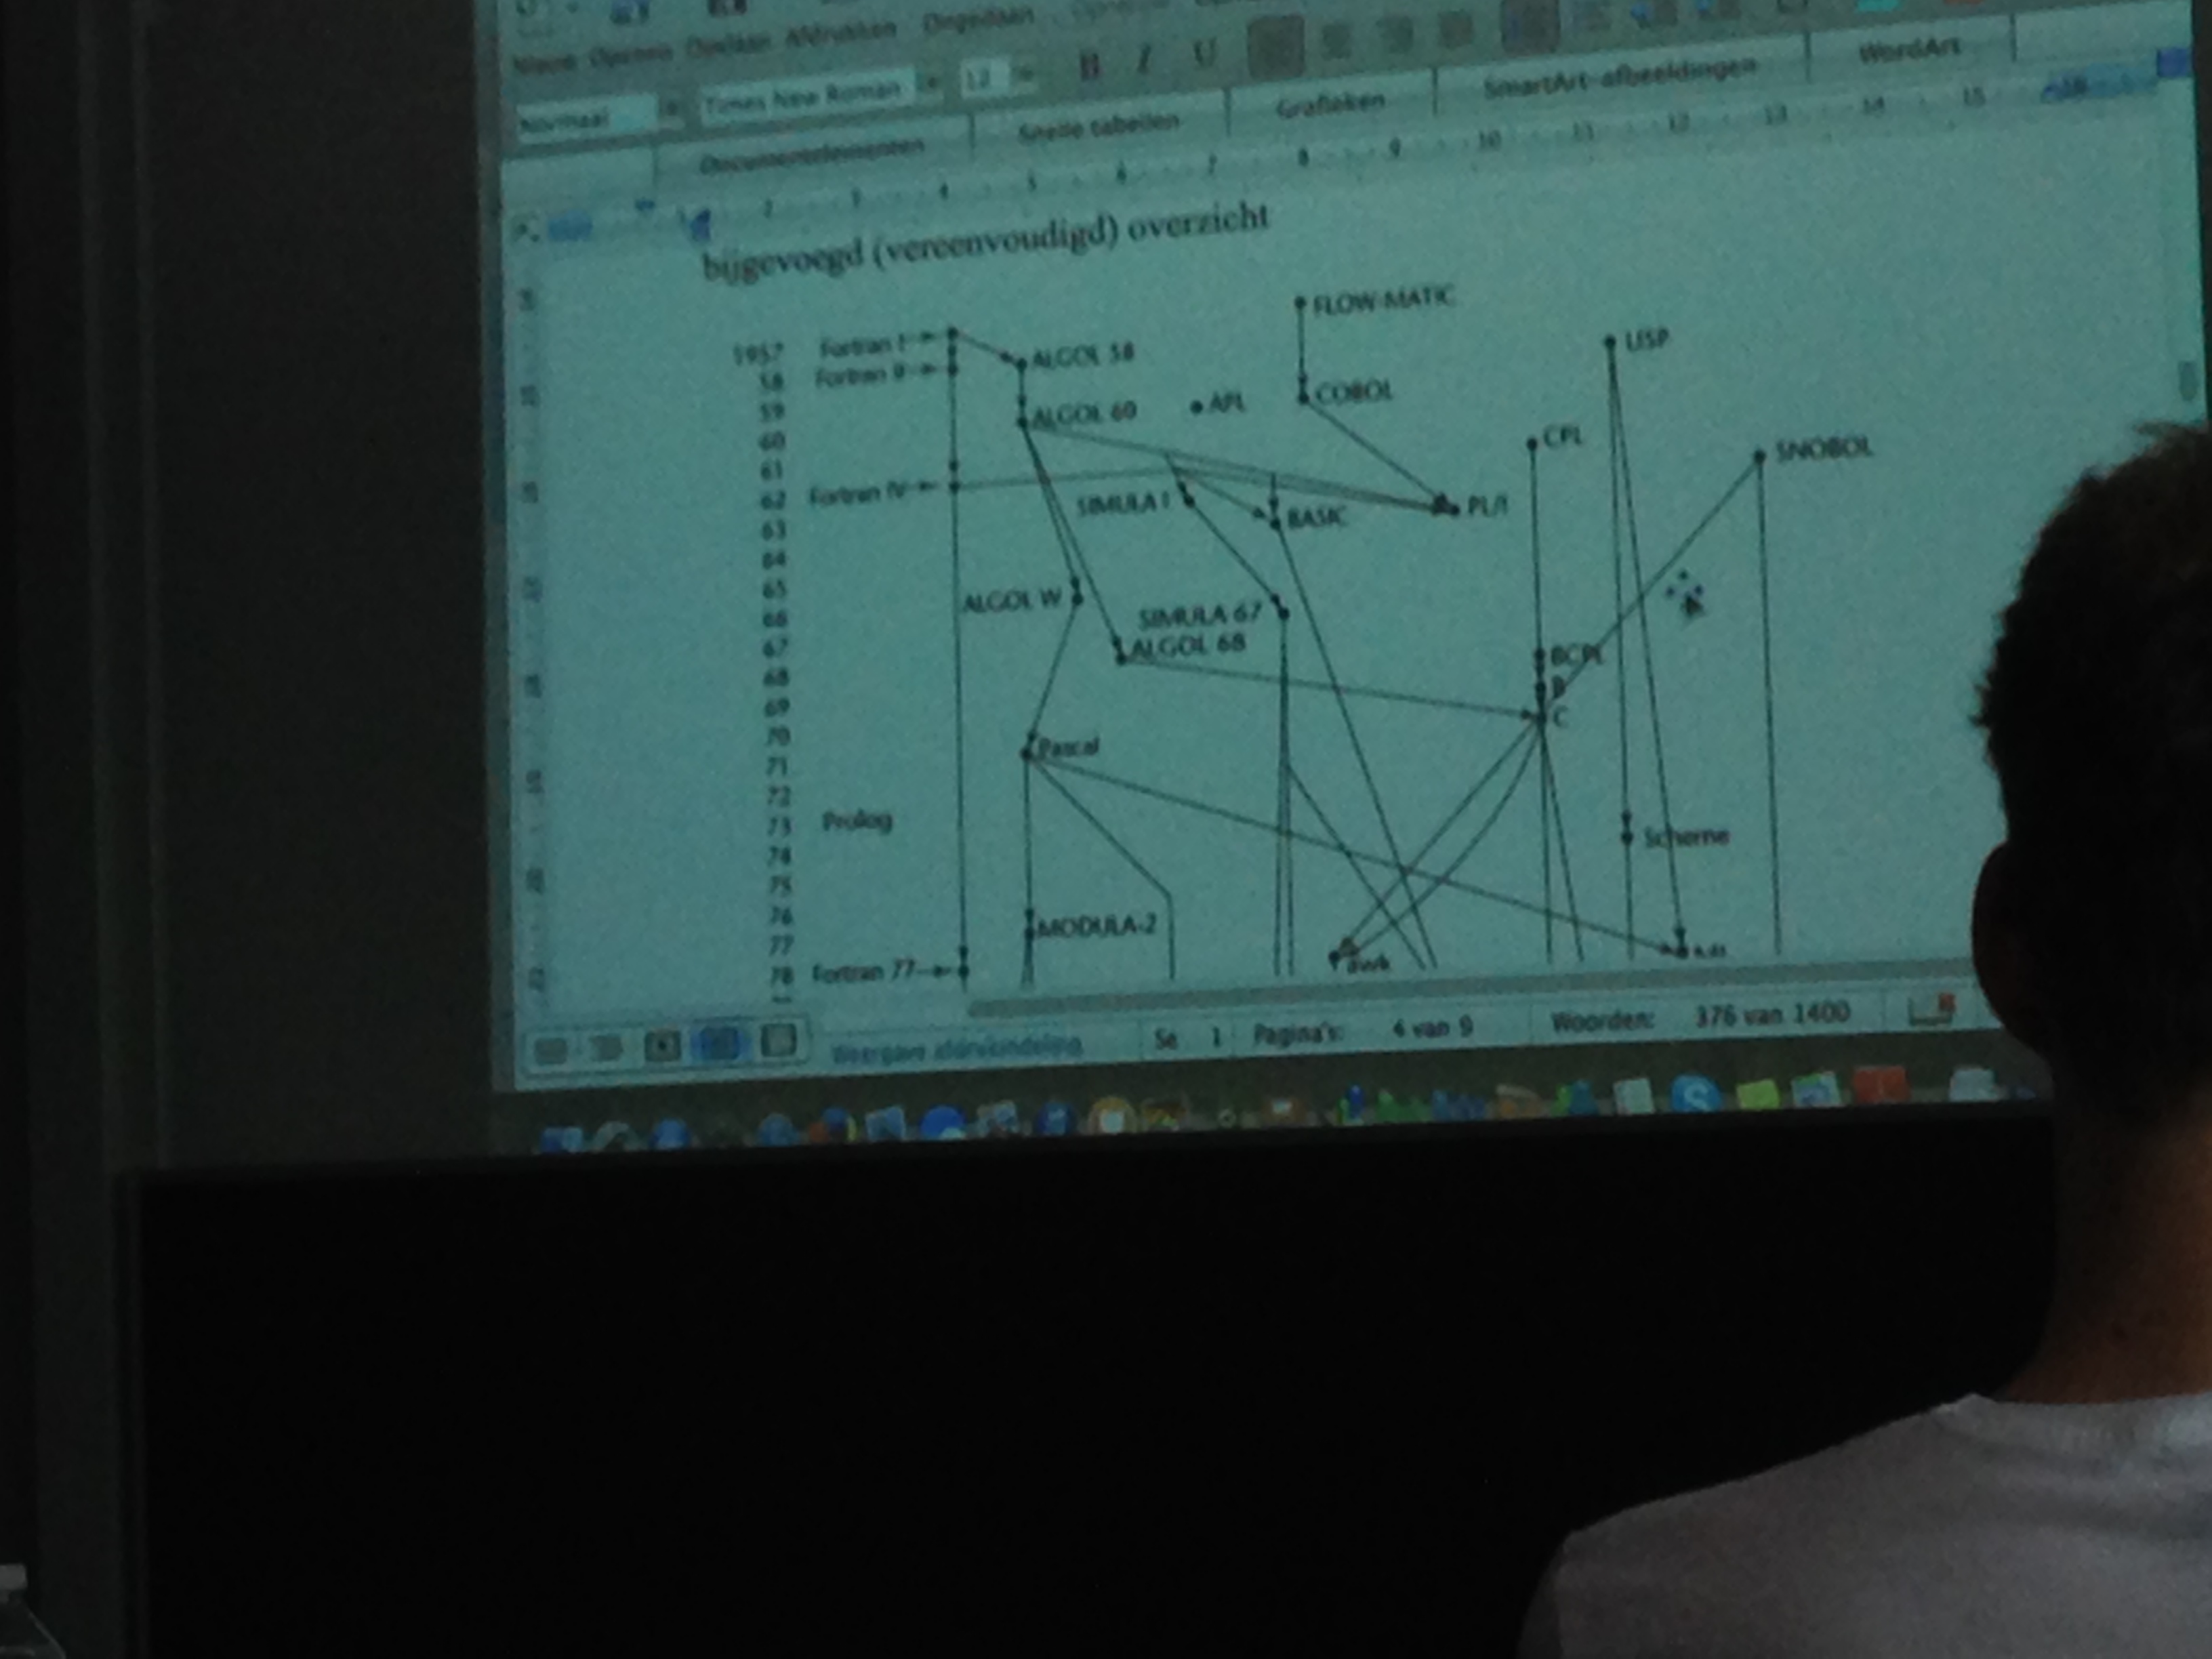 Nieuw Openen Opslaan Afdrukken Ongedaan
Normaal Times New Roman 12 B I U
Documentelementen Snelle tabellen Grafieken SmartArt-afbeeldingen WordArt
2 3 4 5 6 7 8 9 10 11 12 13 14 15
bijgevoegd (vereenvoudigd) overzicht
FLOW-MATIC
1957 Fortran I LISP
58 Fortran II ALGOL 58
59 ALGOL 60 APL COBOL
60 CPL
61 SNOBOL
62 Fortran IV SIMULA I BASIC PL/I
63
64
65 ALGOL W
66 SIMULA 67
67 ALGOL 68 BCPL
68 B
69 C
70 Pascal
71
72
73 Prolog Scheme
74
75
76 MODULA-2
77
78 Fortran 77 awk
Weergave afdrukindeling Se 1 Pagina's: 4 van 9 Woorden: 376 van 1400